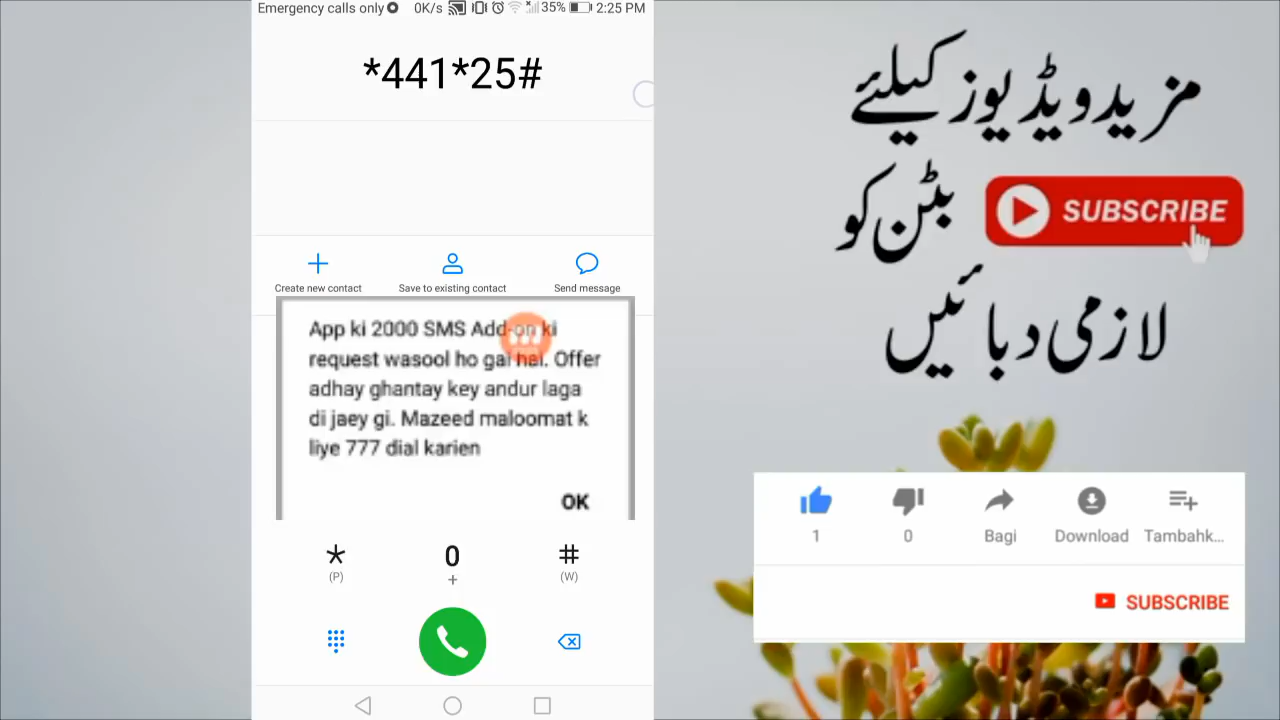 Emergency calls only 0K/s 35% 2:25 PM
*441*25#
Create new contact
Save to existing contact
Send message
App ki 2000 SMS Add-on ki
request wasool ho gai hai. Offer
adhay ghantay key andur laga
di jaey gi. Mazeed maloomat k
liye 777 dial karien
OK
* 0 #
(P) + (W)
مزید ویڈیوز کیلئے
SUBSCRIBE بٹن کو
لازمی دبائیں
1 0 Bagi Download Tambahk...
SUBSCRIBE